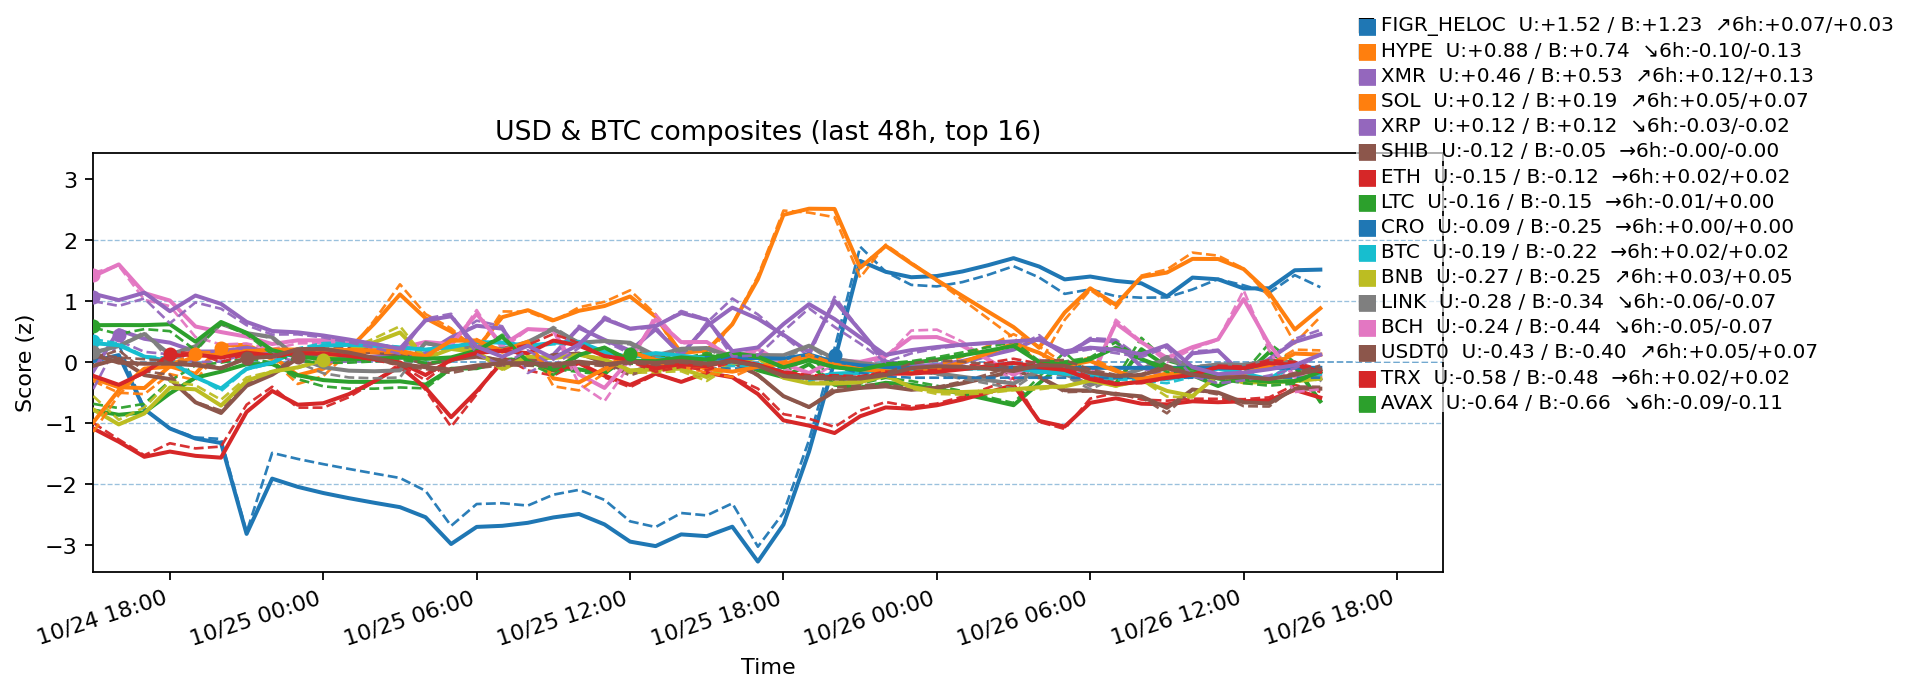 FIGR_HELOC U:+1.52 / B:+1.23 ↗6h:+0.07/+0.03
HYPE U:+0.88 / B:+0.74 ↘6h:-0.10/-0.13
XMR U:+0.46 / B:+0.53 ↗6h:+0.12/+0.13
SOL U:+0.12 / B:+0.19 ↗6h:+0.05/+0.07
XRP U:+0.12 / B:+0.12 ↘6h:-0.03/-0.02
SHIB U:-0.12 / B:-0.05 →6h:-0.00/-0.00
ETH U:-0.15 / B:-0.12 →6h:+0.02/+0.02
LTC U:-0.16 / B:-0.15 →6h:-0.01/+0.00
CRO U:-0.09 / B:-0.25 →6h:+0.00/+0.00
BTC U:-0.19 / B:-0.22 →6h:+0.02/+0.02
BNB U:-0.27 / B:-0.25 ↗6h:+0.03/+0.05
LINK U:-0.28 / B:-0.34 ↘6h:-0.06/-0.07
BCH U:-0.24 / B:-0.44 ↘6h:-0.05/-0.07
USDT0 U:-0.43 / B:-0.40 ↗6h:+0.05/+0.07
TRX U:-0.58 / B:-0.48 →6h:+0.02/+0.02
AVAX U:-0.64 / B:-0.66 ↘6h:-0.09/-0.11
USD & BTC composites (last 48h, top 16)
Score (z)
3
2
1
0
−1
−2
−3
10/24 18:00
10/25 00:00
10/25 06:00
10/25 12:00
10/25 18:00
10/26 00:00
10/26 06:00
10/26 12:00
10/26 18:00
Time